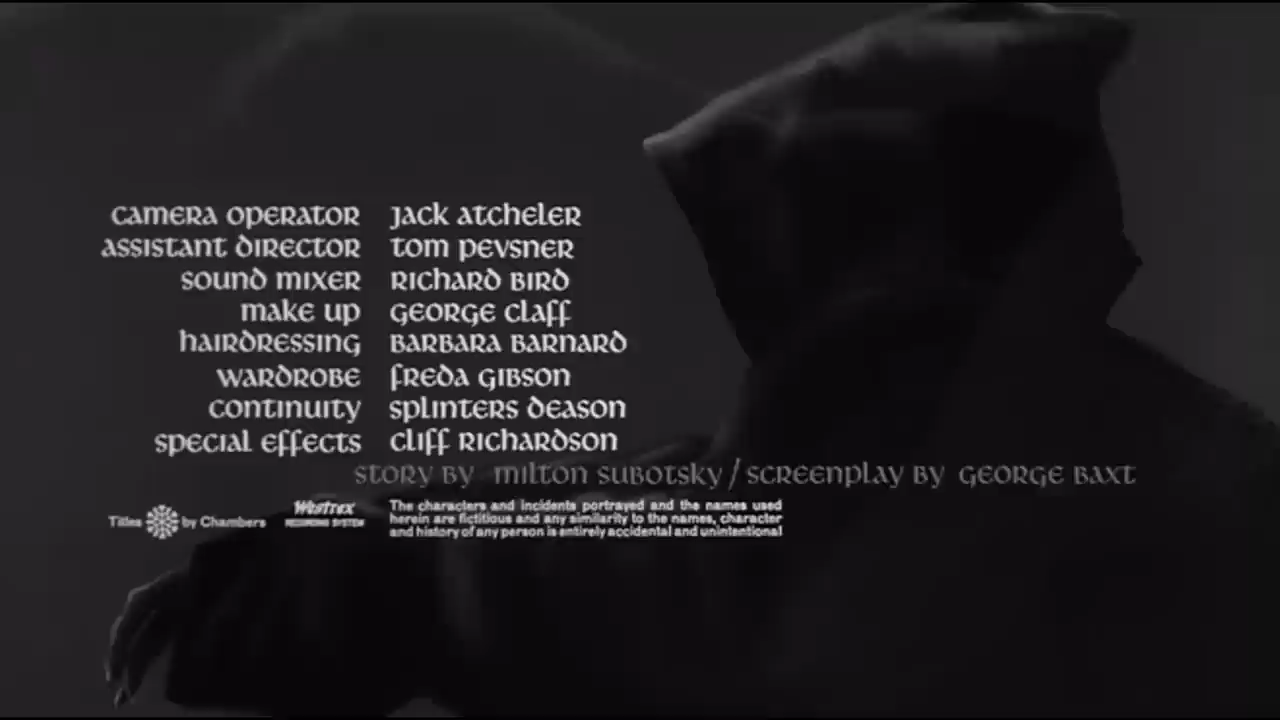 camera operator Jack Atcheler
assistant director Tom Pevsner
sound mixer Richard Bird
make up George Claff
hairdressing Barbara Barnard
wardrobe Freda Gibson
continuity Splinters Deason
special effects Cliff Richardson
story by Milton Subotsky / screenplay by George Baxt
Titles by Chambers
Westrex
RECORDING SYSTEM
The characters and incidents portrayed and the names used
herein are fictitious and any similarity to the names, character
and history of any person is entirely accidental and unintentional